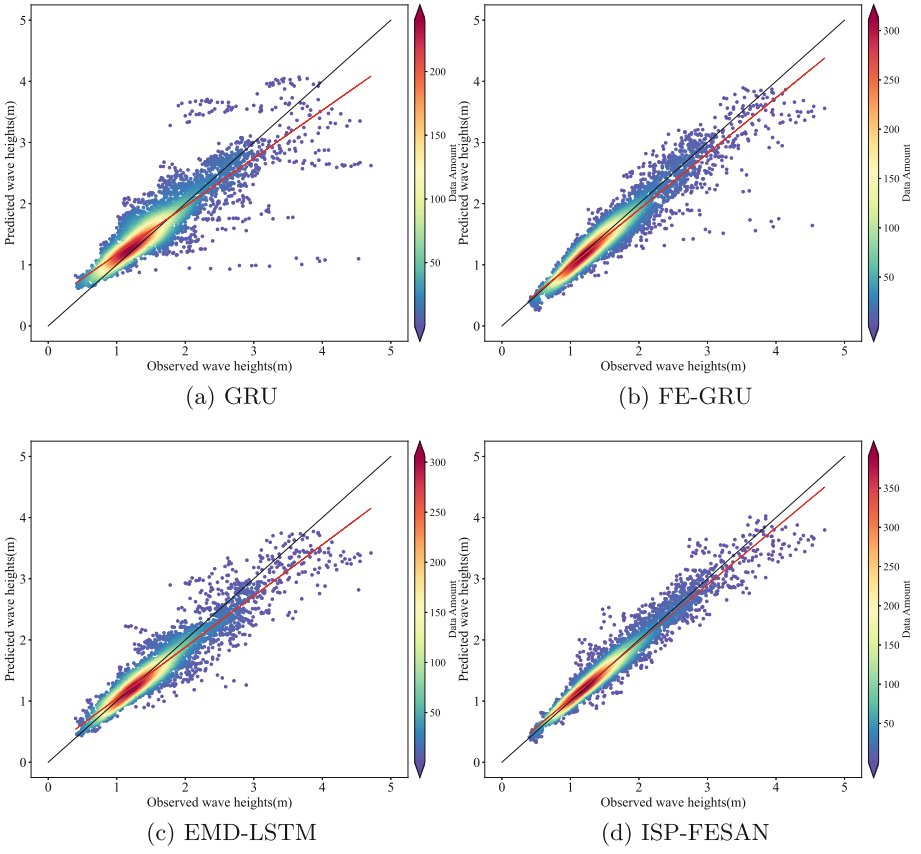 5
4
3
2
1
0
Predicted wave heights(m)
0 1 2 3 4 5
Observed wave heights(m)
200
150
100
50
Data Amount
(a) GRU
5
4
3
2
1
0
Predicted wave heights(m)
0 1 2 3 4 5
Observed wave heights(m)
300
250
200
150
100
50
Data Amount
(b) FE-GRU
5
4
3
2
1
0
Predicted wave heights(m)
0 1 2 3 4 5
Observed wave heights(m)
300
250
200
150
100
50
Data Amount
(c) EMD-LSTM
5
4
3
2
1
0
Predicted wave heights(m)
0 1 2 3 4 5
Observed wave heights(m)
350
300
250
200
150
100
50
Data Amount
(d) ISP-FESAN